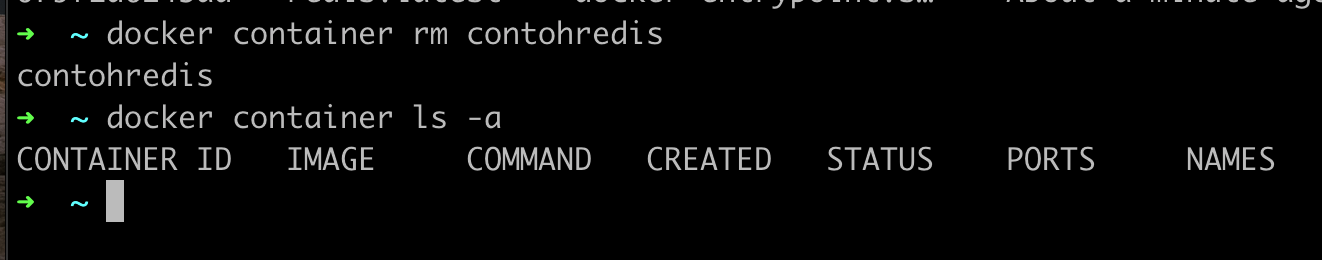 ➜ ~ docker container rm contohredis
contohredis
➜ ~ docker container ls -a
CONTAINER ID IMAGE COMMAND CREATED STATUS PORTS NAMES
➜ ~